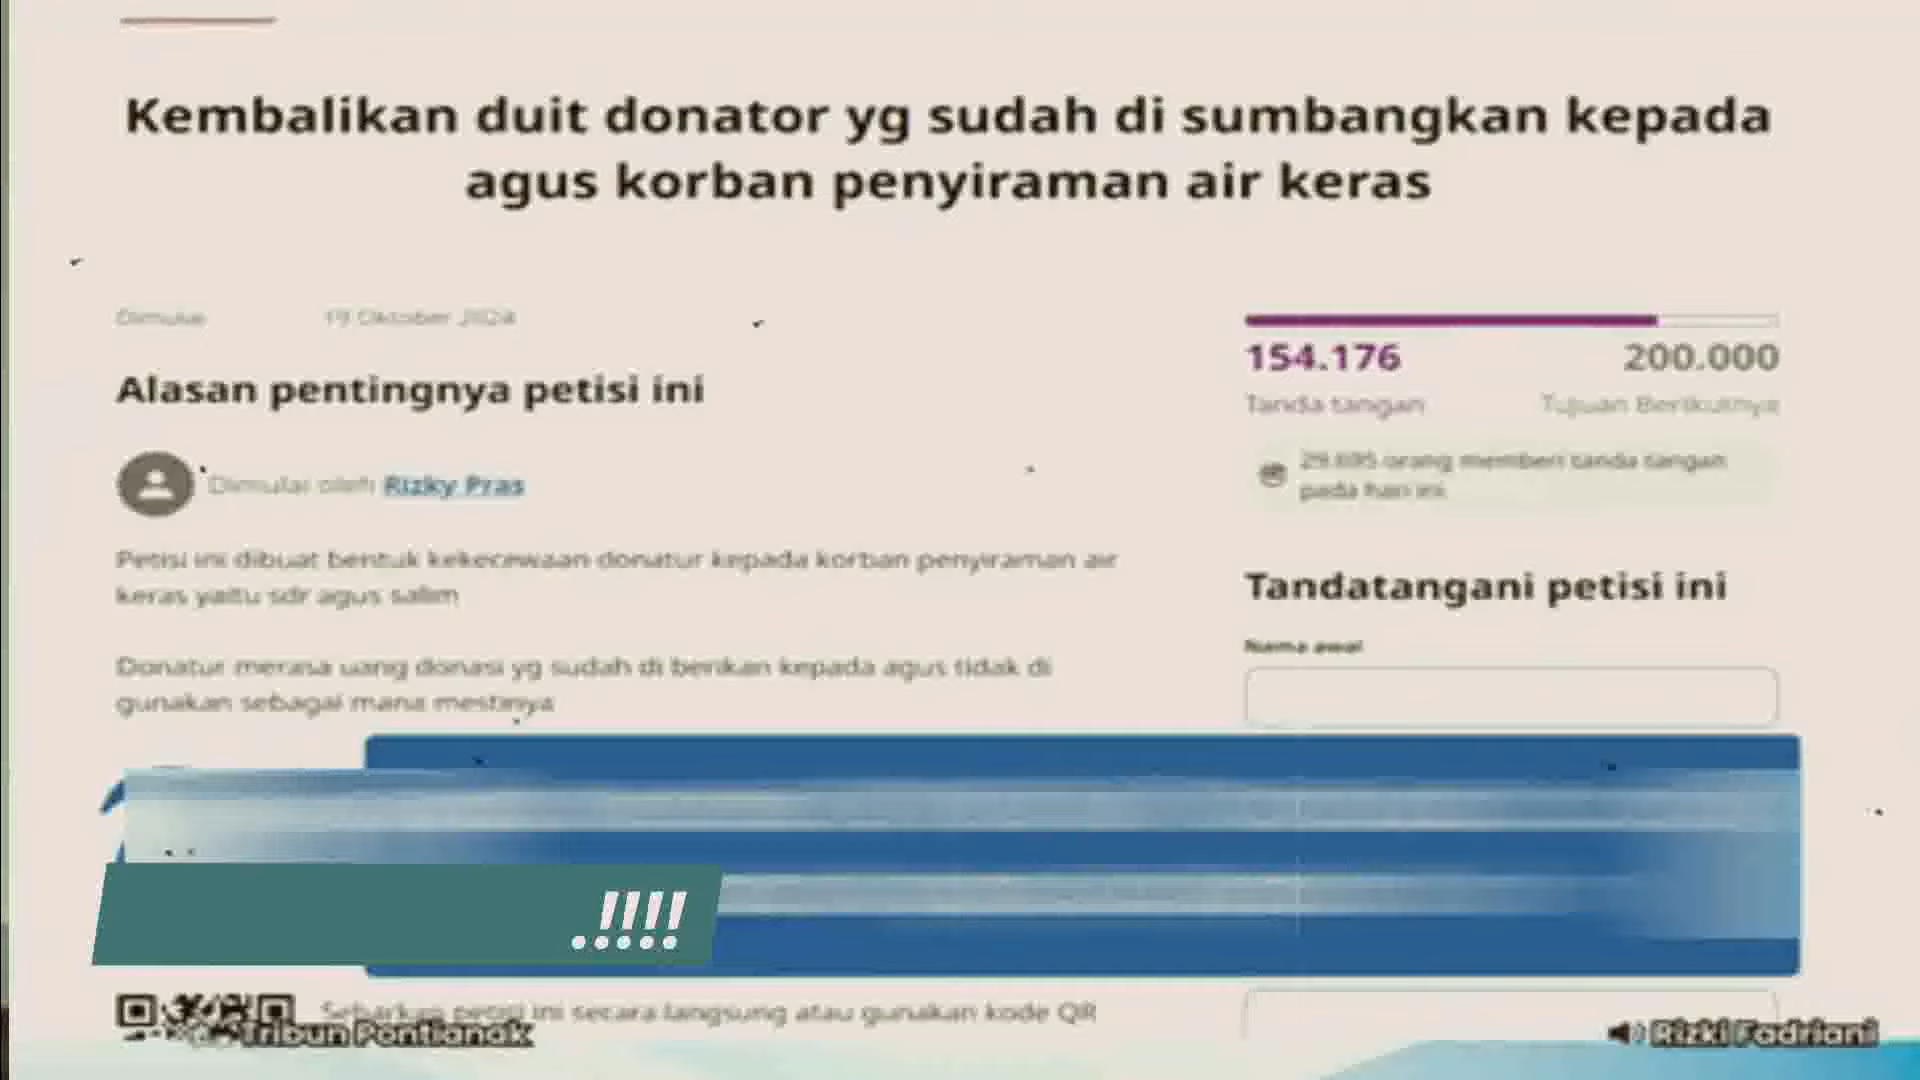 Kembalikan duit donator yg sudah di sumbangkan kepada
agus korban penyiraman air keras
Dimulai 19 Oktober 2024
Alasan pentingnya petisi ini
Dimulai oleh Rizky Pras
Petisi ini dibuat bentuk kekecewaan donatur kepada korban penyiraman air
keras yaitu sdr agus salim
Donatur merasa uang donasi yg sudah di berikan kepada agus tidak di
gunakan sebagai mana mestinya
154.176 200.000
Tanda tangan Tujuan Berikutnya
orang memberi tanda tangan
pada hari ini
Tandatangani petisi ini
Nama awal
.!!!!
Sebarkan petisi ini secara langsung atau gunakan kode QR
Tribun Pontianak
Rizki Fadriani